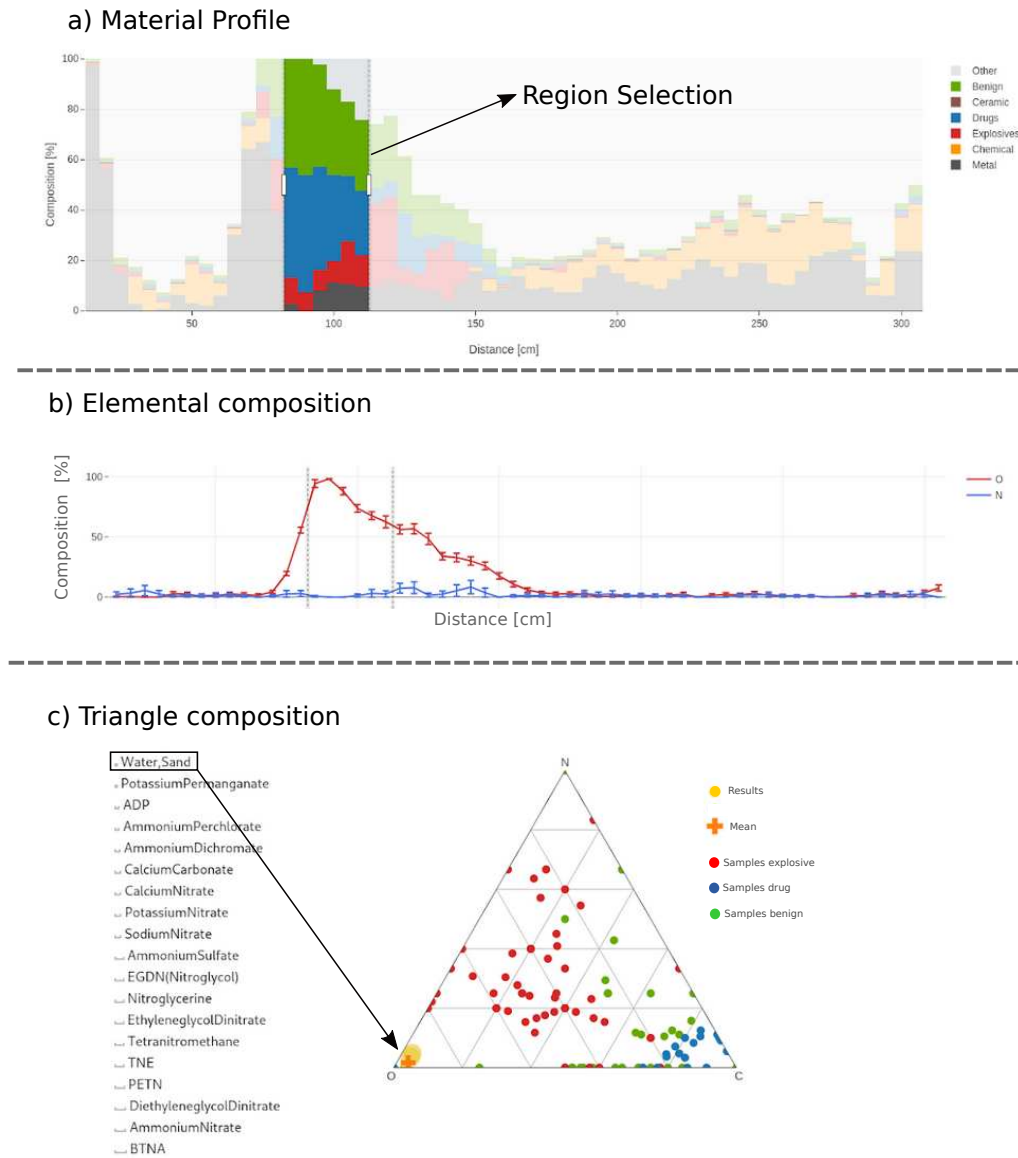 a) Material Profile
100
80
60
40
20
0
Composition [%]
50
100
150
200
250
300
Distance [cm]
Region Selection
Other
Benign
Ceramic
Drugs
Explosives
Chemical
Metal
b) Elemental composition
Composition [%]
100
50
0
Distance [cm]
O
N
c) Triangle composition
Water,Sand
PotassiumPermanganate
ADP
AmmoniumPerchlorate
AmmoniumDichromate
CalciumCarbonate
CalciumNitrate
PotassiumNitrate
SodiumNitrate
AmmoniumSulfate
EGDN(Nitroglycol)
Nitroglycerine
EthyleneglycolDinitrate
Tetranitromethane
TNE
PETN
DiethyleneglycolDinitrate
AmmoniumNitrate
BTNA
N
O
C
Results
Mean
Samples explosive
Samples drug
Samples benign